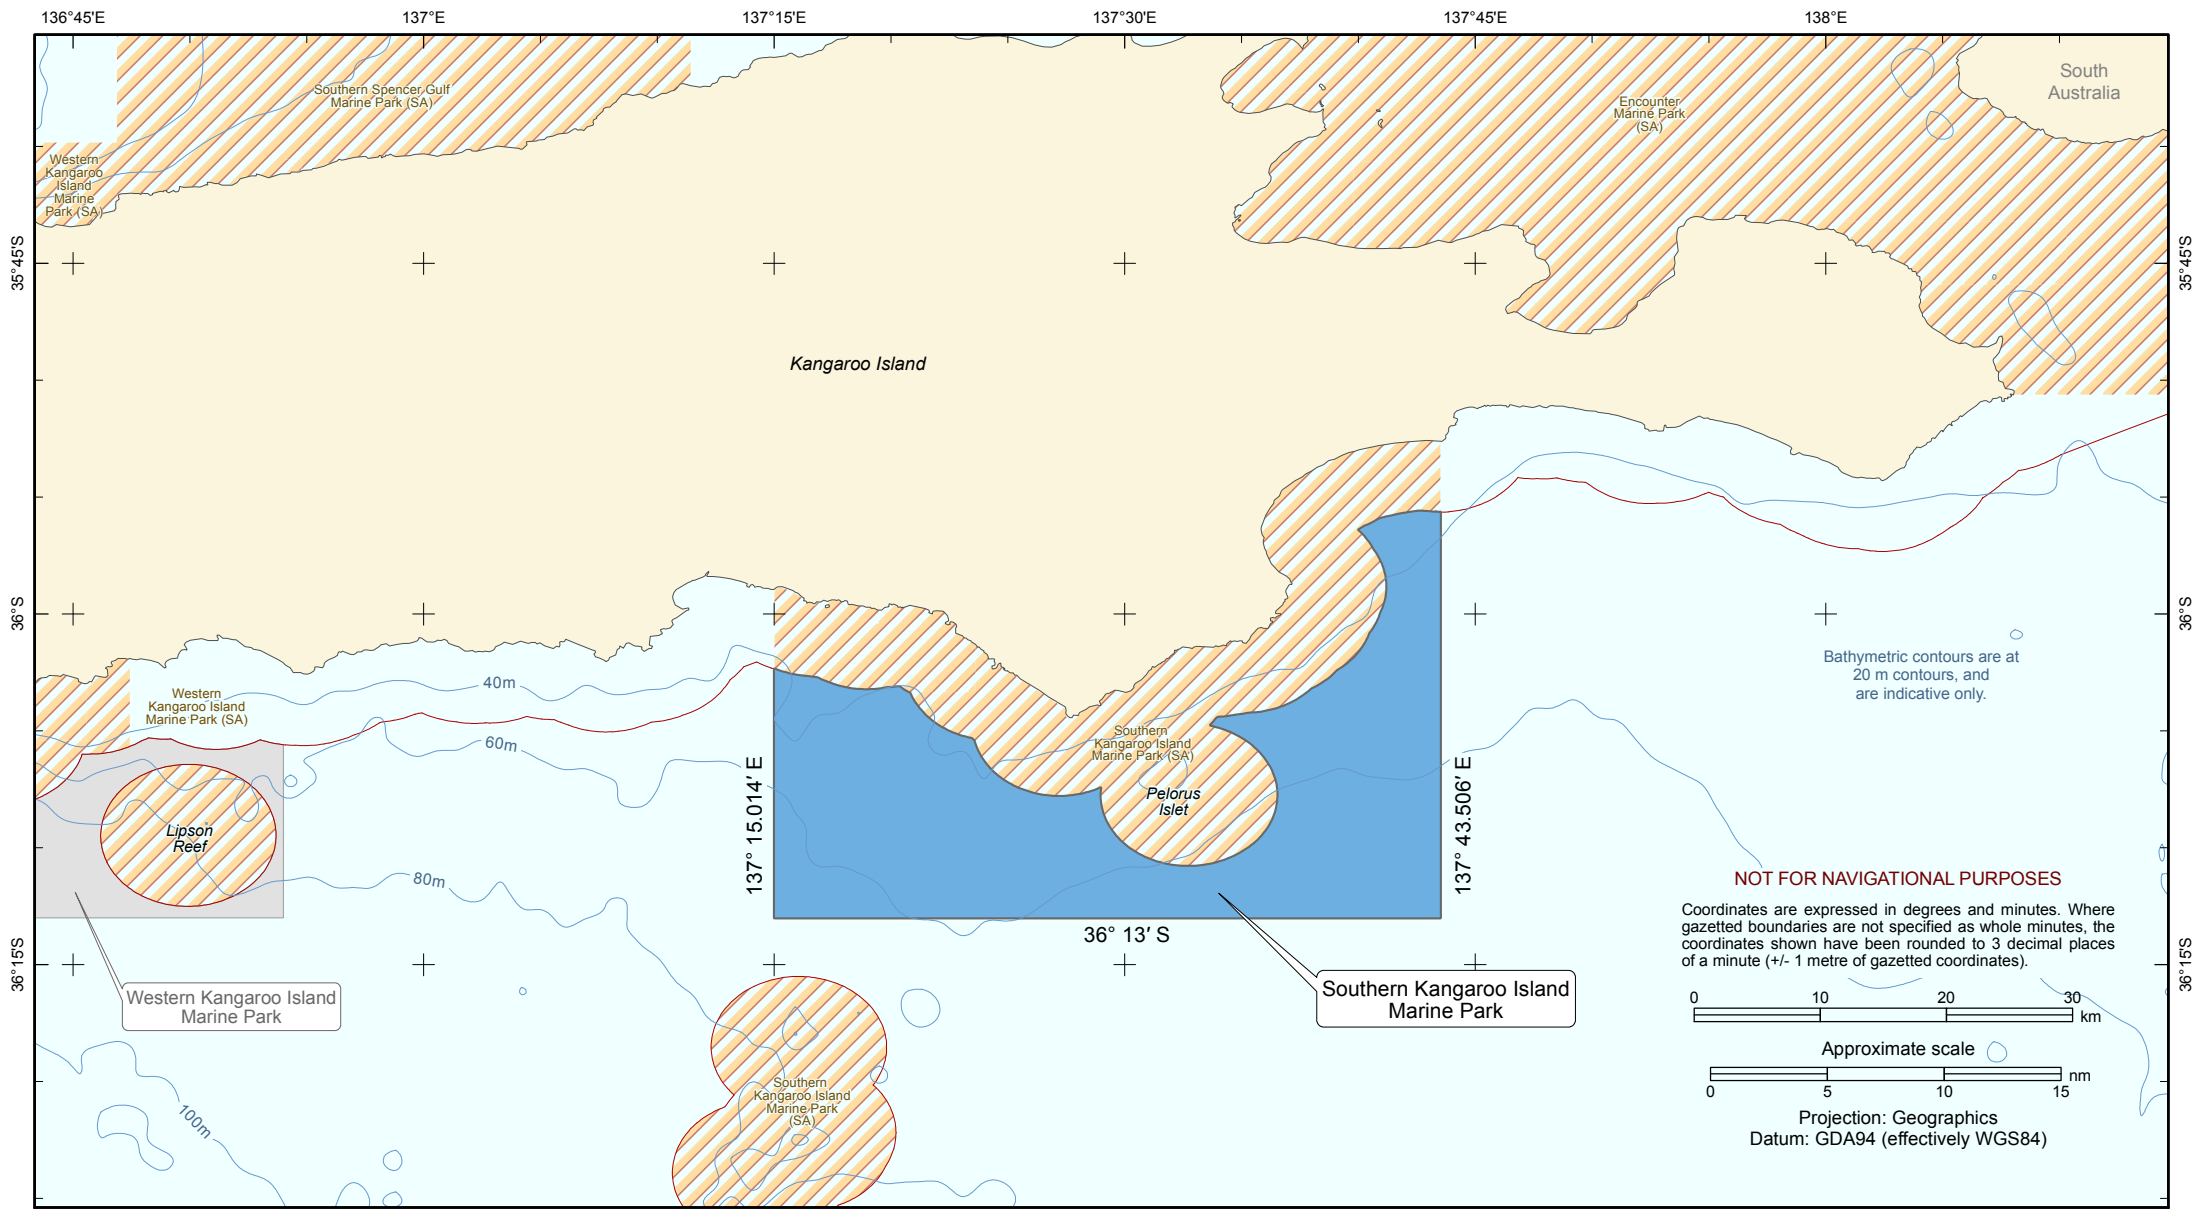 136°45'E
137°E
137°15'E
137°30'E
137°45'E
138°E
Southern Spencer Gulf
Marine Park (SA)
Encounter
Marine Park
(SA)
South
Australia
Western
Kangaroo
Island
Marine
Park (SA)
35°45'S
35°45'S
Kangaroo Island
36°S
36°S
Bathymetric contours are at
20 m contours, and
are indicative only.
40m
Western
Kangaroo Island
Marine Park (SA)
60m
Southern
Kangaroo Island
Marine Park (SA)
137° 15.014′ E
137° 43.506′ E
Pelorus
Islet
Lipson
Reef
80m
NOT FOR NAVIGATIONAL PURPOSES
Coordinates are expressed in degrees and minutes. Where
gazetted boundaries are not specified as whole minutes, the
coordinates shown have been rounded to 3 decimal places
of a minute (+/- 1 metre of gazetted coordinates).
36° 13′ S
36°15'S
36°15'S
Western Kangaroo Island
Marine Park
Southern Kangaroo Island
Marine Park
0 10 20 30
km
Approximate scale
nm
0 5 10 15
Southern
Kangaroo Island
Marine Park
(SA)
100m
Projection: Geographics
Datum: GDA94 (effectively WGS84)